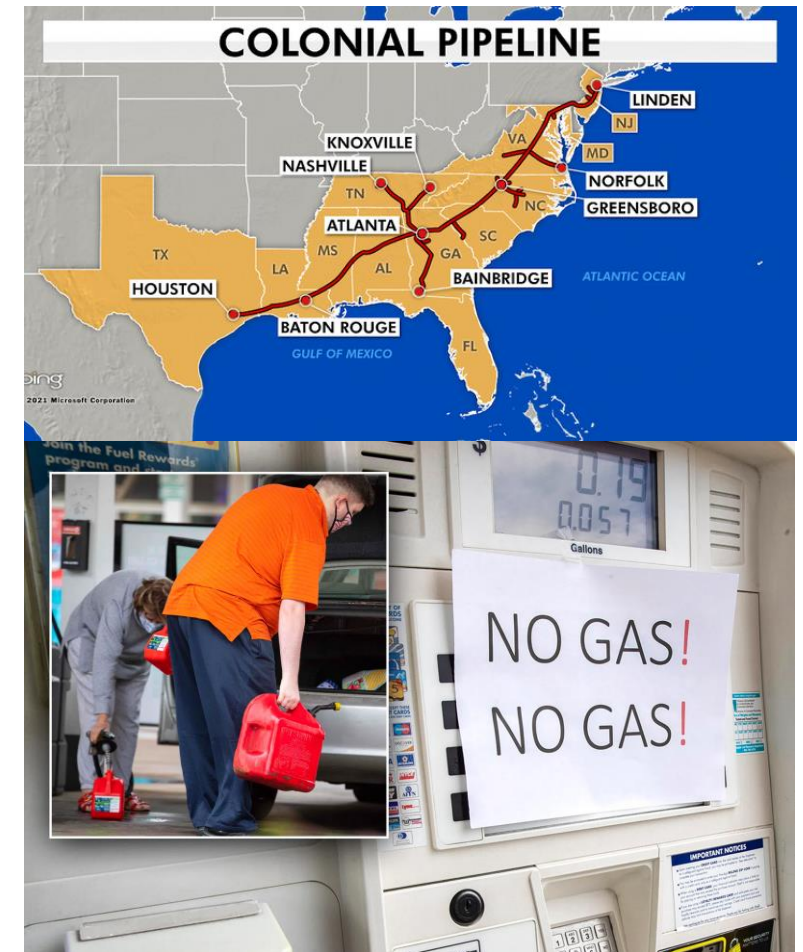 COLONIAL PIPELINE
LINDEN
NJ
VA
MD
KNOXVILLE
NASHVILLE
NORFOLK
TN
GREENSBORO
NC
ATLANTA
SC
MS
AL
GA
TX
LA
HOUSTON
BAINBRIDGE
ATLANTIC OCEAN
BATON ROUGE
GULF OF MEXICO
FL
bing
2021 Microsoft Corporation
Join the Fuel Rewards
program and
$
0.19
0.057
Gallons
NO GAS!
NO GAS!
IMPORTANT NOTICES